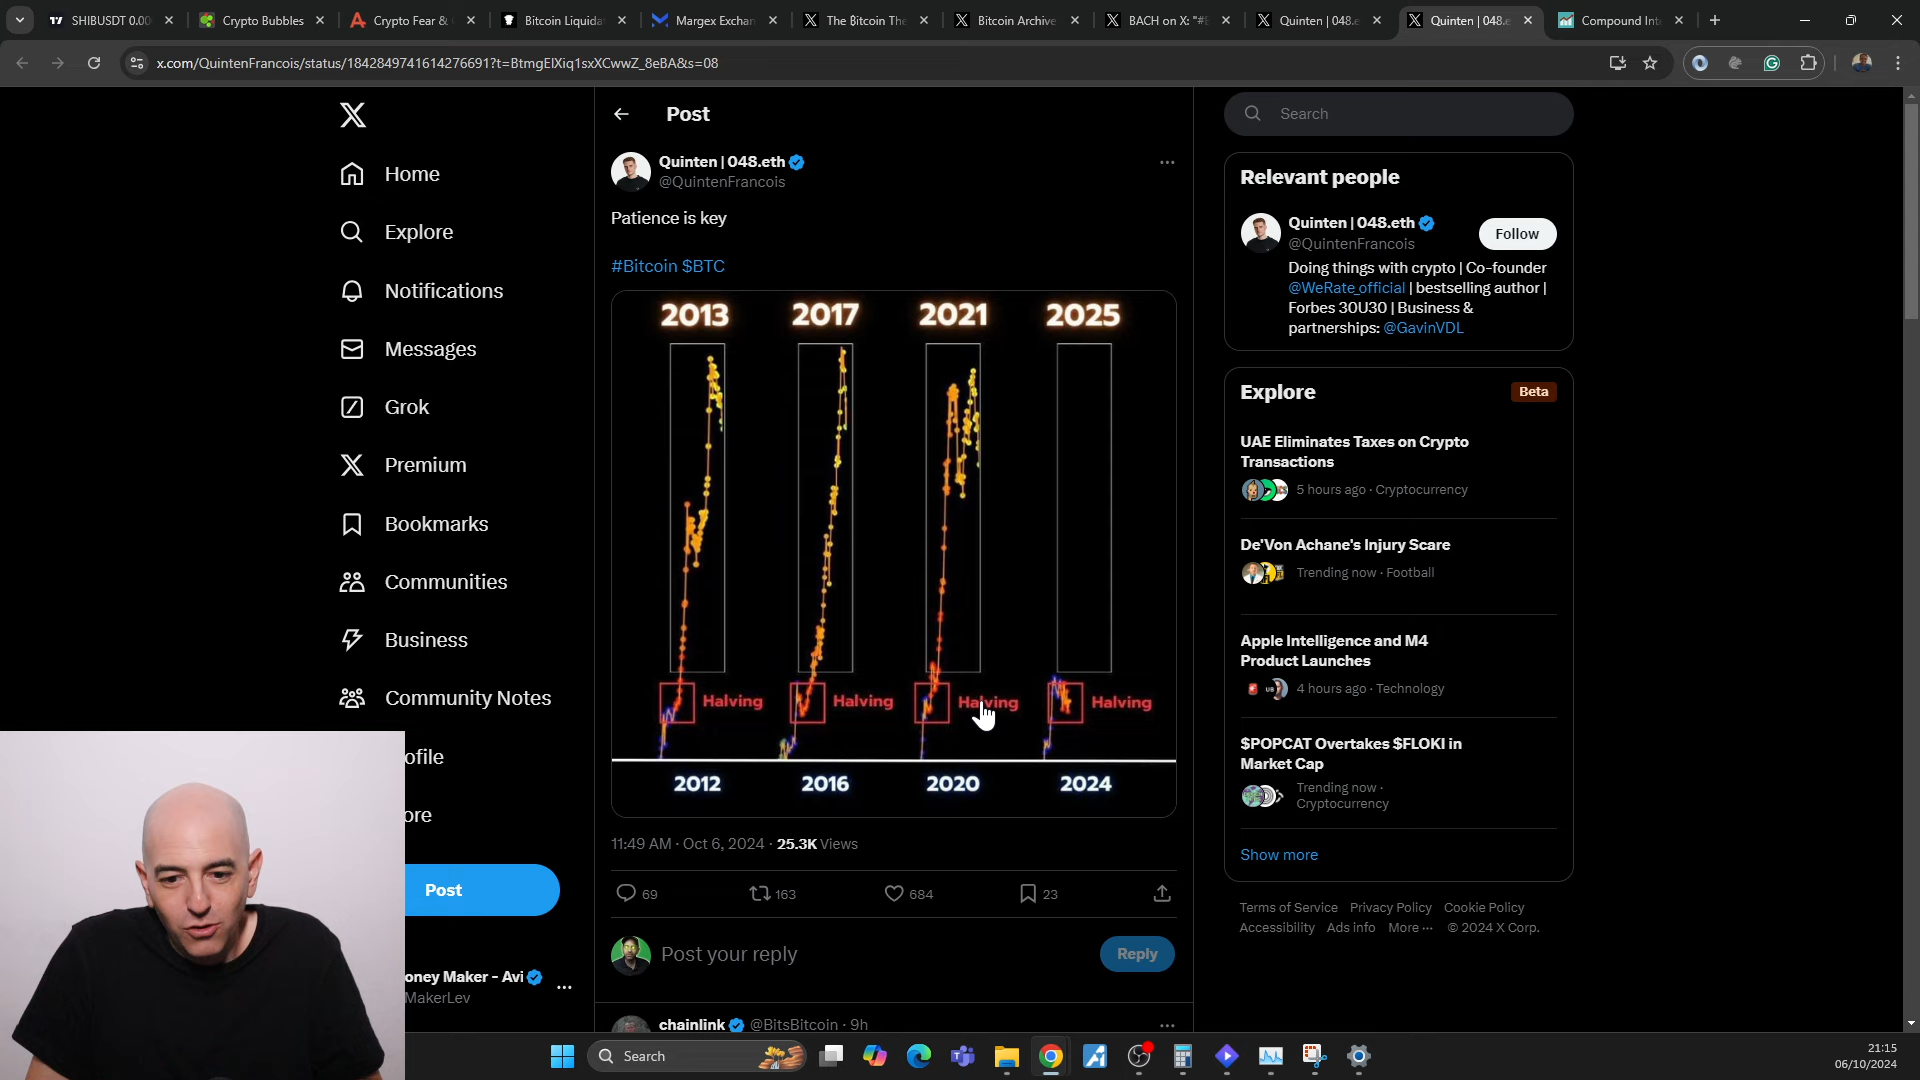 SHIBUSDT 0.00
Crypto Bubbles
Crypto Fear &
Bitcoin Liquida
Margex Exchan
The ₿itcoin The
Bitcoin Archive
BACH on X: "#B
Quinten | 048.e
Quinten | 048.e
Compound Int
x.com/QuintenFrancois/status/1842849741614276691?t=BtmgEIXiq1sxXCwwZ_8eBA&s=08
Home
Explore
Notifications
Messages
Grok
Premium
Bookmarks
Communities
Business
Community Notes
ofile
ore
Post
oney Maker - Avi
MakerLev
Post
Quinten | 048.eth
@QuintenFrancois
Patience is key
#Bitcoin $BTC
2013 2017 2021 2025
Halving Halving Halving Halving
2012 2016 2020 2024
11:49 AM · Oct 6, 2024 · 25.3K Views
69 163 684 23
Post your reply
Reply
chainlink @BitsBitcoin · 9h
Search
Relevant people
Quinten | 048.eth
@QuintenFrancois
Follow
Doing things with crypto | Co-founder
@WeRate_official | bestselling author |
Forbes 30U30 | Business &
partnerships: @GavinVDL
Explore
Beta
UAE Eliminates Taxes on Crypto
Transactions
5 hours ago · Cryptocurrency
De'Von Achane's Injury Scare
Trending now · Football
Apple Intelligence and M4
Product Launches
4 hours ago · Technology
$POPCAT Overtakes $FLOKI in
Market Cap
Trending now ·
Cryptocurrency
Show more
Terms of Service Privacy Policy Cookie Policy
Accessibility Ads info More ··· © 2024 X Corp.
Search
21:15
06/10/2024